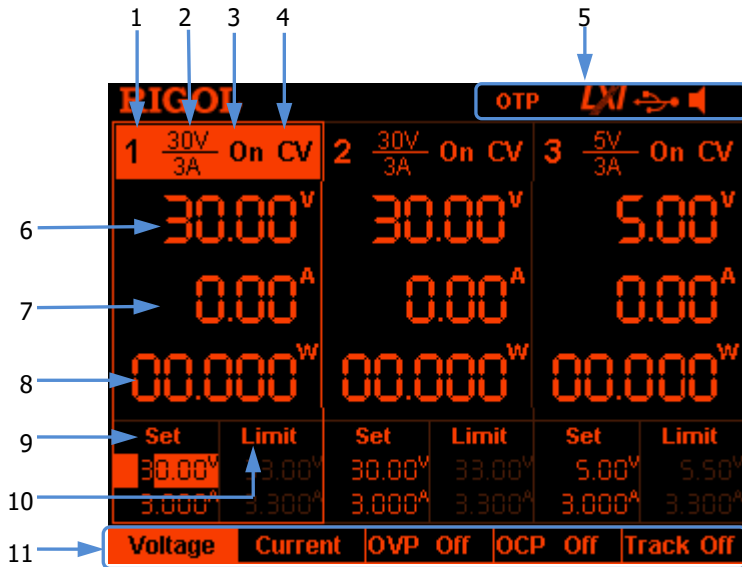 1 2 3 4 5
RIGOL OTP LXI
1 30V/3A On CV 2 30V/3A On CV 3 5V/3A On CV
6 30.00V 30.00V 5.00V
7 0.00A 0.00A 0.00A
8 00.000W 00.000W 00.000W
9 Set Limit Set Limit Set Limit
30.00V 33.00V 30.00V 33.00V 5.00V 5.50V
10 3.000A 3.300A 3.000A 3.300A 3.000A 3.300A
11 Voltage Current OVP Off OCP Off Track Off